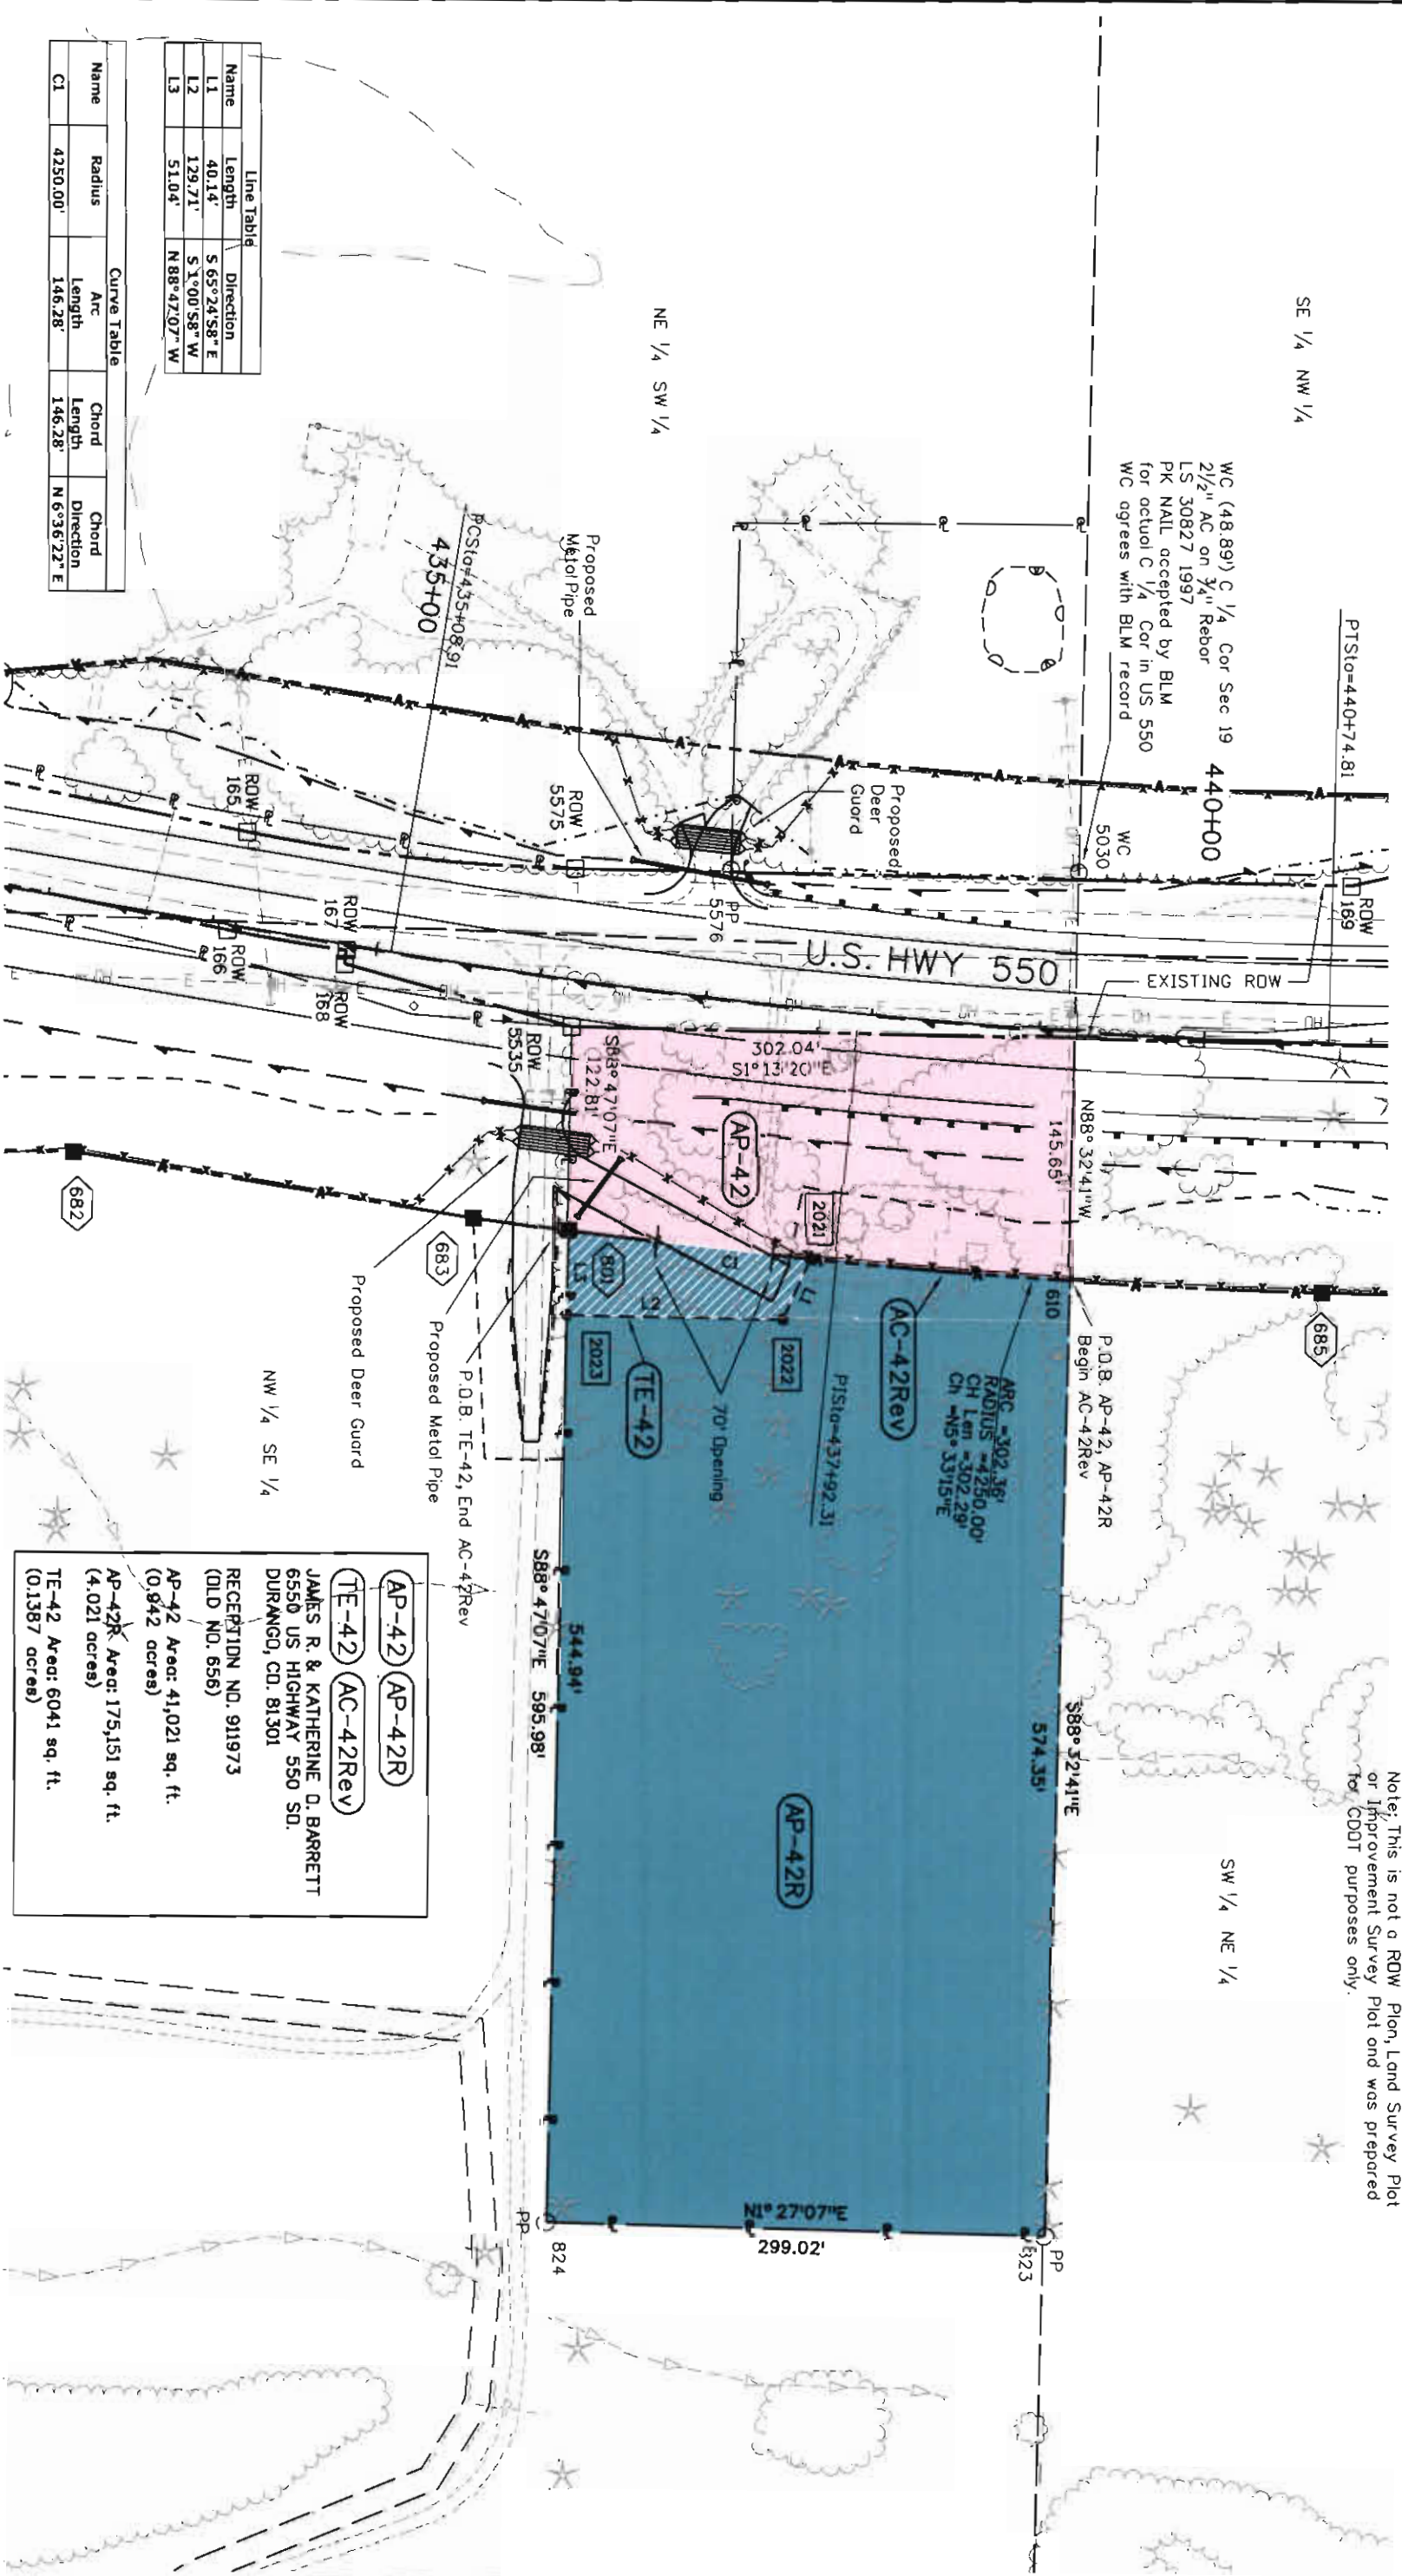 Note; This is not a ROW Plan, Land Survey Plat
or Improvement Survey Plat and was prepared
for CDOT purposes only.
SE 1/4 NW 1/4
SW 1/4 NE 1/4
PTSta=440+74.81
WC (48.89') C 1/4 Cor Sec 19
2 1/2" AC on 3/4" Rebar
LS 30827 1997
PK NAIL accepted by BLM
for actual C 1/4 Cor in US 550
WC agrees with BLM record
440+00
WC
5030
ROW
169
EXISTING ROW
U.S. HWY 550
685
P.O.B. AP-42, AP-42R
Begin AC-42Rev
N88°32'41"W
145.65'
610
ARC =302.36'
RADIUS =4250.00'
CH Len =302.29'
Ch =N5°33'15"E
AC-42Rev
S88°32'41"E
574.35'
PP
823
NE 1/4 SW 1/4
Proposed
Deer
Guard
PP
5576
302.04'
S1°13'20"E
AP-42
2021
PISta=437+92.31
L1
C1
L2
L3
801
2022
2023
70' Opening
TE-42
AP-42R
N1°27'07"E
299.02'
Proposed
Metal Pipe
ROW
5575
S88°47'07"E
122.81'
ROW
5535
544.94'
S88°47'07"E 595.98'
PP
824
PCSta=435+08.91
435+00
ROW
165
ROW
166
ROW
167
ROW
168
682
683
P.O.B. TE-42, End AC-42Rev
Proposed Metal Pipe
Proposed Deer Guard
NW 1/4 SE 1/4
Line Table
Name Length Direction
L1 40.14' S 65°24'58" E
L2 129.71' S 1°00'58" W
L3 51.04' N 88°47'07" W
Curve Table
Name Radius Arc Length Chord Length Chord Direction
C1 4250.00' 146.28' 146.28' N 6°36'22" E
AP-42 AP-42R
TE-42 AC-42Rev
JAMES R. & KATHERINE D. BARRETT
6550 US HIGHWAY 550 SO.
DURANGO, CO. 81301
RECEPTION NO. 911973
(OLD NO. 656)
AP-42 Area: 41,021 sq. ft.
(0.942 acres)
AP-42R Area: 175,151 sq. ft.
(4.021 acres)
TE-42 Area: 6041 sq. ft.
(0.1387 acres)